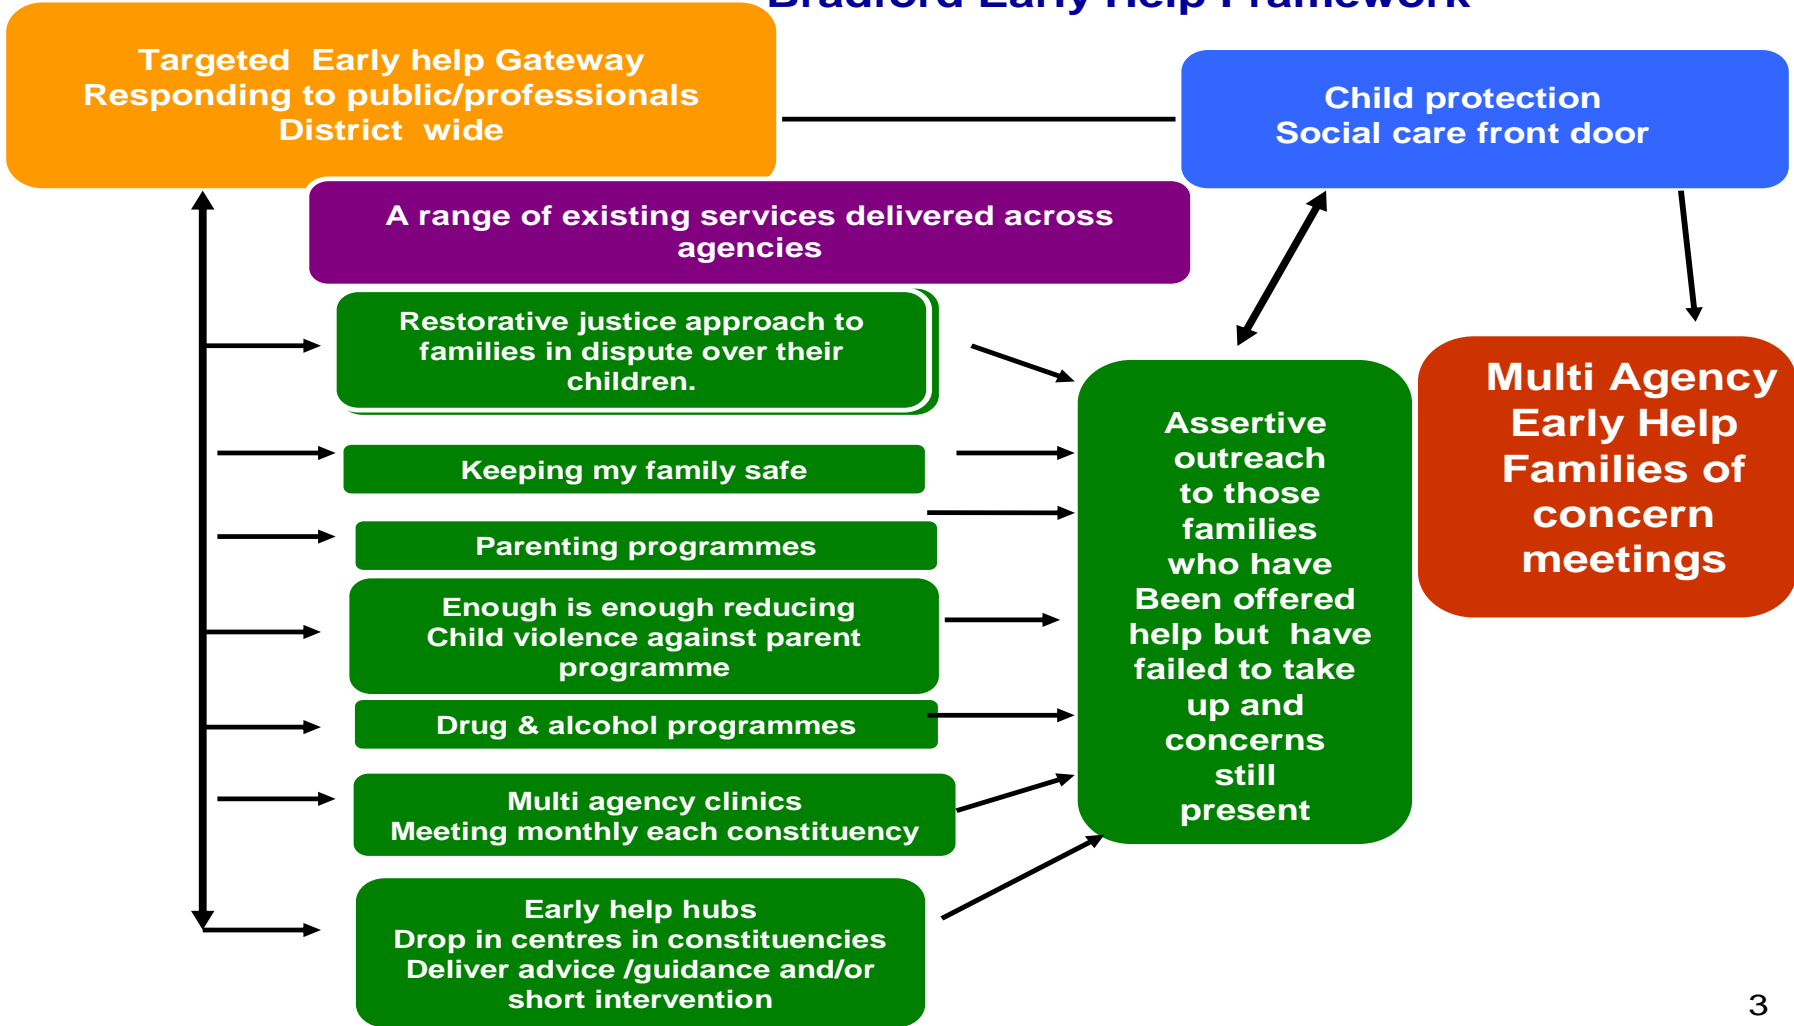 Bradford Early Help Framework
Targeted Early help Gateway
Responding to public/professionals
District wide
Child protection
Social care front door
A range of existing services delivered across
agencies
Restorative justice approach to
families in dispute over their
children.
Keeping my family safe
Parenting programmes
Enough is enough reducing
Child violence against parent
programme
Drug & alcohol programmes
Multi agency clinics
Meeting monthly each constituency
Early help hubs
Drop in centres in constituencies
Deliver advice /guidance and/or
short intervention
Assertive
outreach
to those
families
who have
Been offered
help but have
failed to take
up and
concerns
still
present
Multi Agency
Early Help
Families of
concern
meetings
3